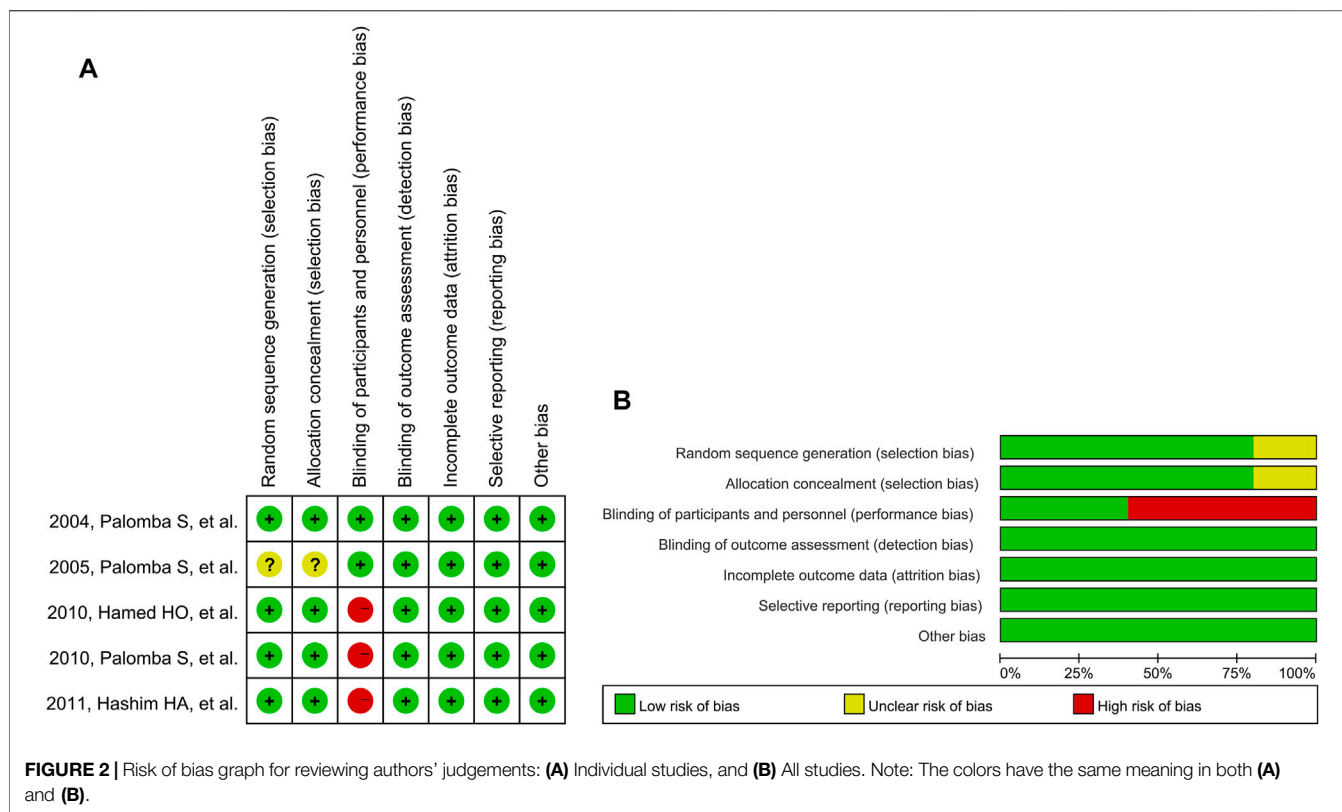 A
Random sequence generation (selection bias)
Allocation concealment (selection bias)
Blinding of participants and personnel (performance bias)
Blinding of outcome assessment (detection bias)
Incomplete outcome data (attrition bias)
Selective reporting (reporting bias)
Other bias
2004, Palomba S, et al. + + + + + + +
2005, Palomba S, et al. ? ? + + + + +
2010, Hamed HO, et al. + + − + + + +
2010, Palomba S, et al. + + − + + + +
2011, Hashim HA, et al. + + − + + + +
B
Random sequence generation (selection bias)
Allocation concealment (selection bias)
Blinding of participants and personnel (performance bias)
Blinding of outcome assessment (detection bias)
Incomplete outcome data (attrition bias)
Selective reporting (reporting bias)
Other bias
0% 25% 50% 75% 100%
Low risk of bias Unclear risk of bias High risk of bias
FIGURE 2 | Risk of bias graph for reviewing authors’ judgements: (A) Individual studies, and (B) All studies. Note: The colors have the same meaning in both (A)
and (B).